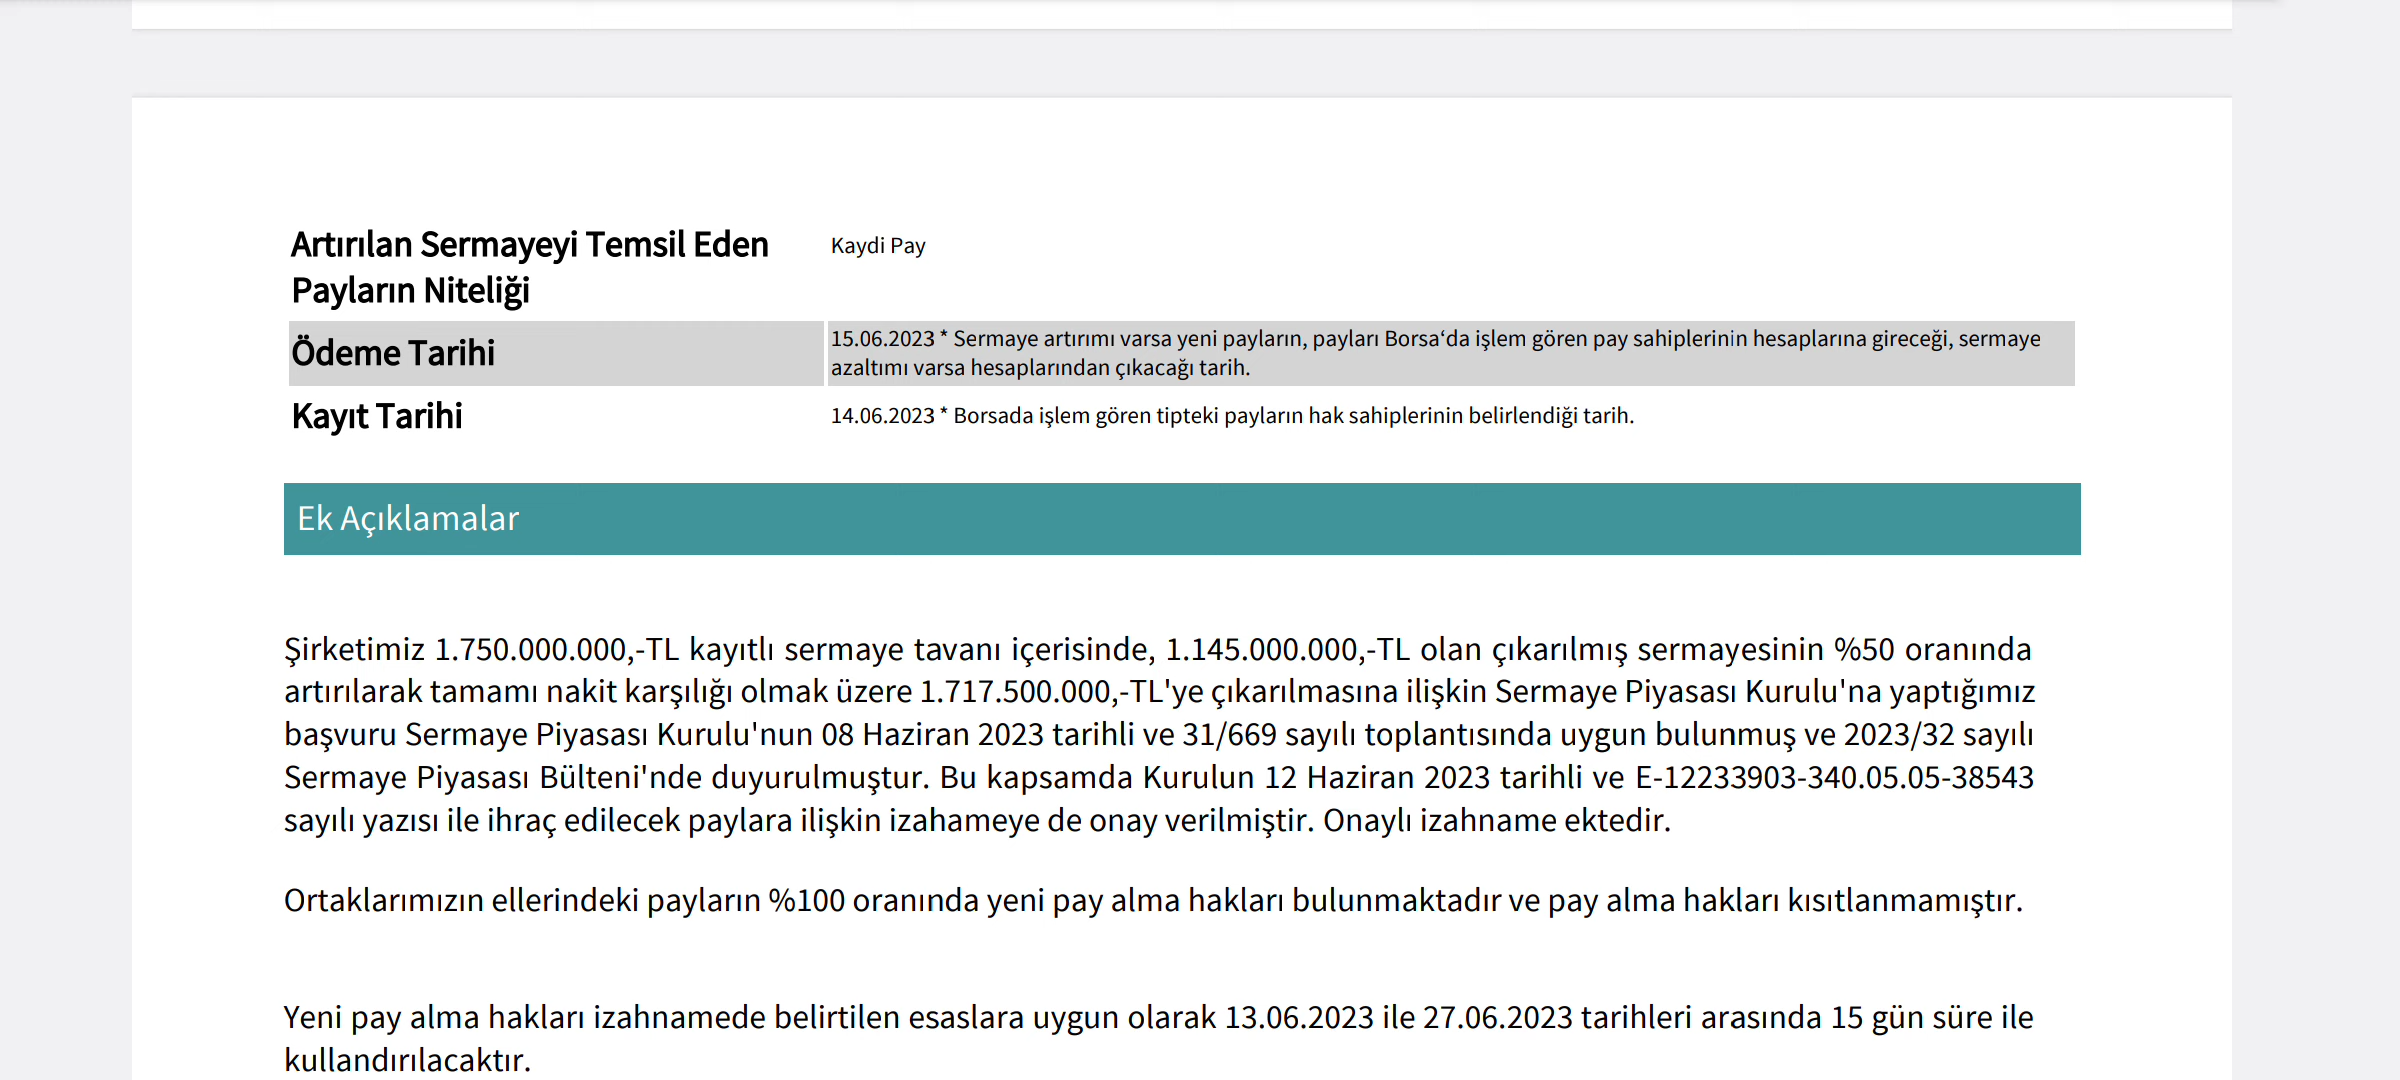 Artırılan Sermayeyi Temsil Eden
Payların Niteliği
Kaydi Pay
Ödeme Tarihi
15.06.2023 * Sermaye artırımı varsa yeni payların, payları Borsa‘da işlem gören pay sahiplerinin hesaplarına gireceği, sermaye
azaltımı varsa hesaplarından çıkacağı tarih.
Kayıt Tarihi
14.06.2023 * Borsada işlem gören tipteki payların hak sahiplerinin belirlendiği tarih.
Ek Açıklamalar
Şirketimiz 1.750.000.000,-TL kayıtlı sermaye tavanı içerisinde, 1.145.000.000,-TL olan çıkarılmış sermayesinin %50 oranında
artırılarak tamamı nakit karşılığı olmak üzere 1.717.500.000,-TL'ye çıkarılmasına ilişkin Sermaye Piyasası Kurulu'na yaptığımız
başvuru Sermaye Piyasası Kurulu'nun 08 Haziran 2023 tarihli ve 31/669 sayılı toplantısında uygun bulunmuş ve 2023/32 sayılı
Sermaye Piyasası Bülteni'nde duyurulmuştur. Bu kapsamda Kurulun 12 Haziran 2023 tarihli ve E-12233903-340.05.05-38543
sayılı yazısı ile ihraç edilecek paylara ilişkin izahameye de onay verilmiştir. Onaylı izahname ektedir.
Ortaklarımızın ellerindeki payların %100 oranında yeni pay alma hakları bulunmaktadır ve pay alma hakları kısıtlanmamıştır.
Yeni pay alma hakları izahnamede belirtilen esaslara uygun olarak 13.06.2023 ile 27.06.2023 tarihleri arasında 15 gün süre ile
kullandırılacaktır.